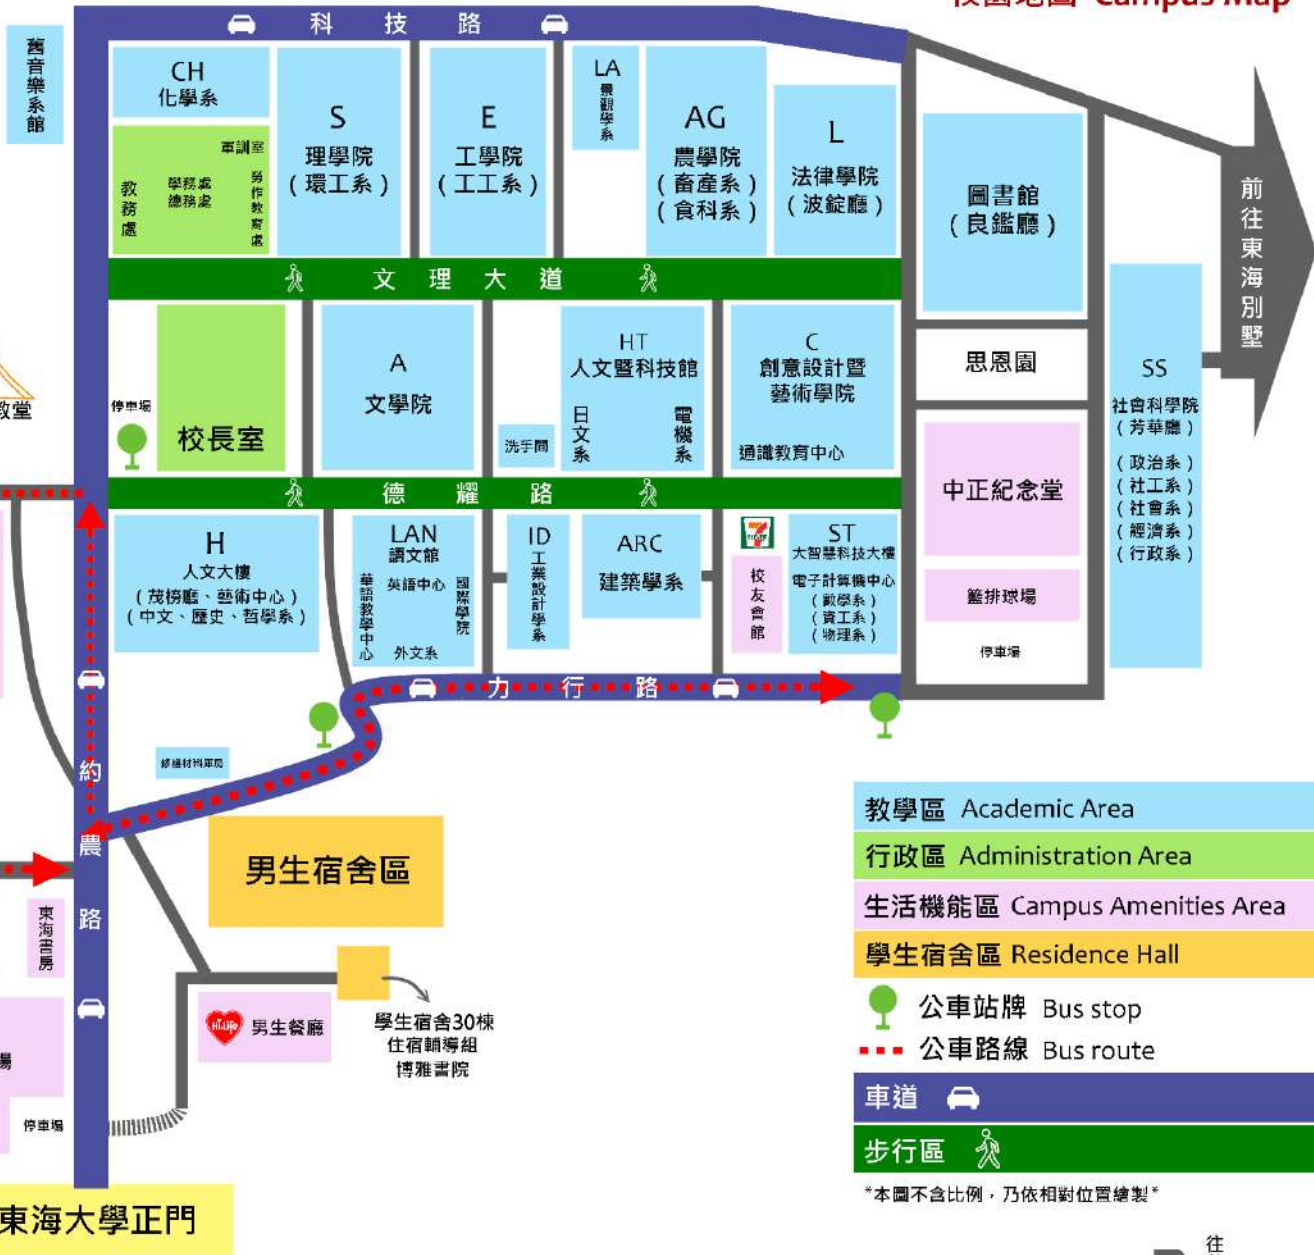 Campus Map
科技路
舊音樂系館
CH
化學系
軍訓室
教務處
學務處
總務處
勞作教育處
S
理學院
(環工系)
E
工學院
(工工系)
LA
景觀學系
AG
農學院
(畜產系)
(食科系)
L
法律學院
(波錠廳)
圖書館
(良鑑廳)
前往東海別墅
文理大道
教堂
停車場
校長室
A
文學院
洗手間
HT
人文暨科技館
日文系
電機系
C
創意設計暨
藝術學院
通識教育中心
思恩園
中正紀念堂
籃排球場
停車場
SS
社會科學院
(芳華廳)
(政治系)
(社工系)
(社會系)
(經濟系)
(行政系)
德耀路
H
人文大樓
(茂榜廳、藝術中心)
(中文、歷史、哲學系)
LAN
語文館
華語教學中心
英語中心
國際學院
外文系
ID
工業設計學系
ARC
建築學系
7
校友會館
ST
大智慧科技大樓
電子計算機中心
(數學系)
(資工系)
(物理系)
力行路
約農路
男生宿舍區
東海書房
Hi-Life
男生餐廳
學生宿舍30棟
住宿輔導組
博雅書院
場
停車場
東海大學正門
教學區 Academic Area
行政區 Administration Area
生活機能區 Campus Amenities Area
學生宿舍區 Residence Hall
公車站牌 Bus stop
公車路線 Bus route
車道
步行區
*本圖不含比例，乃依相對位置繪製*
往